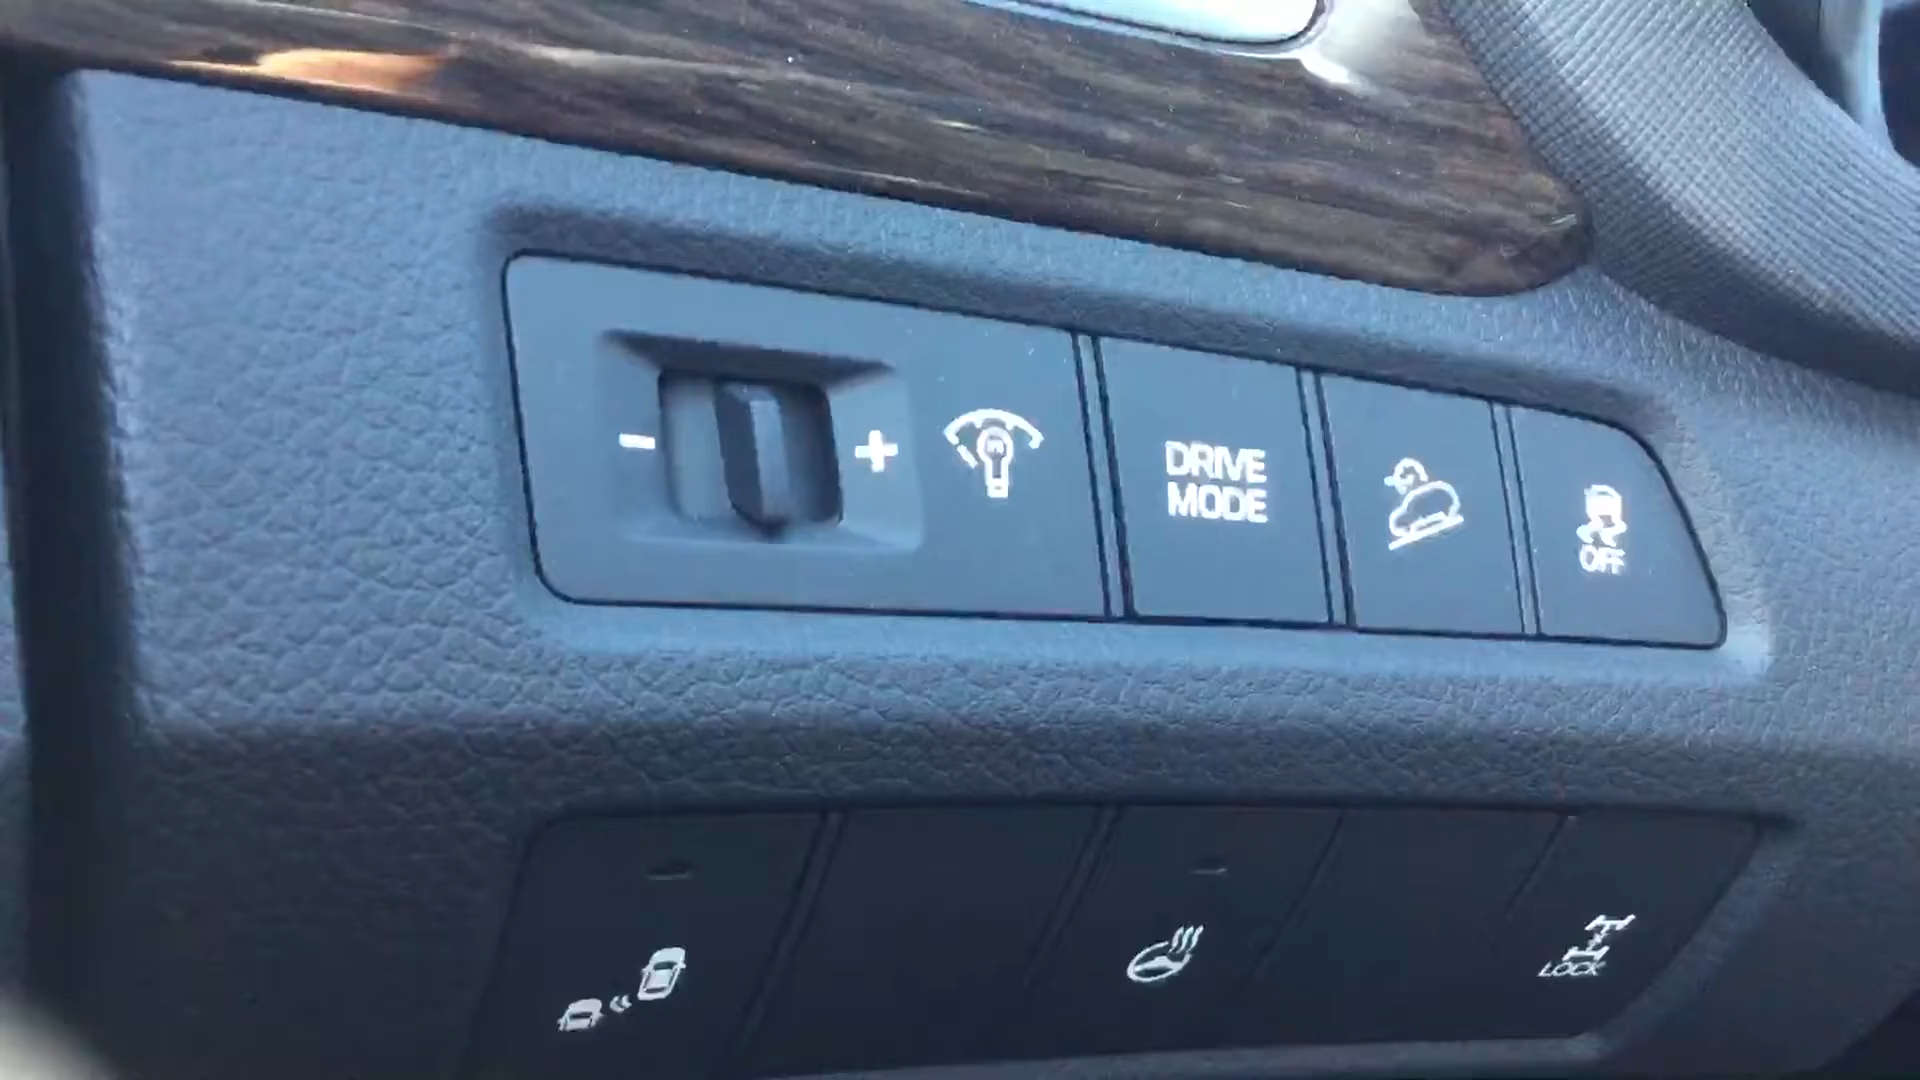 - +
DRIVE
MODE
OFF
LOCK